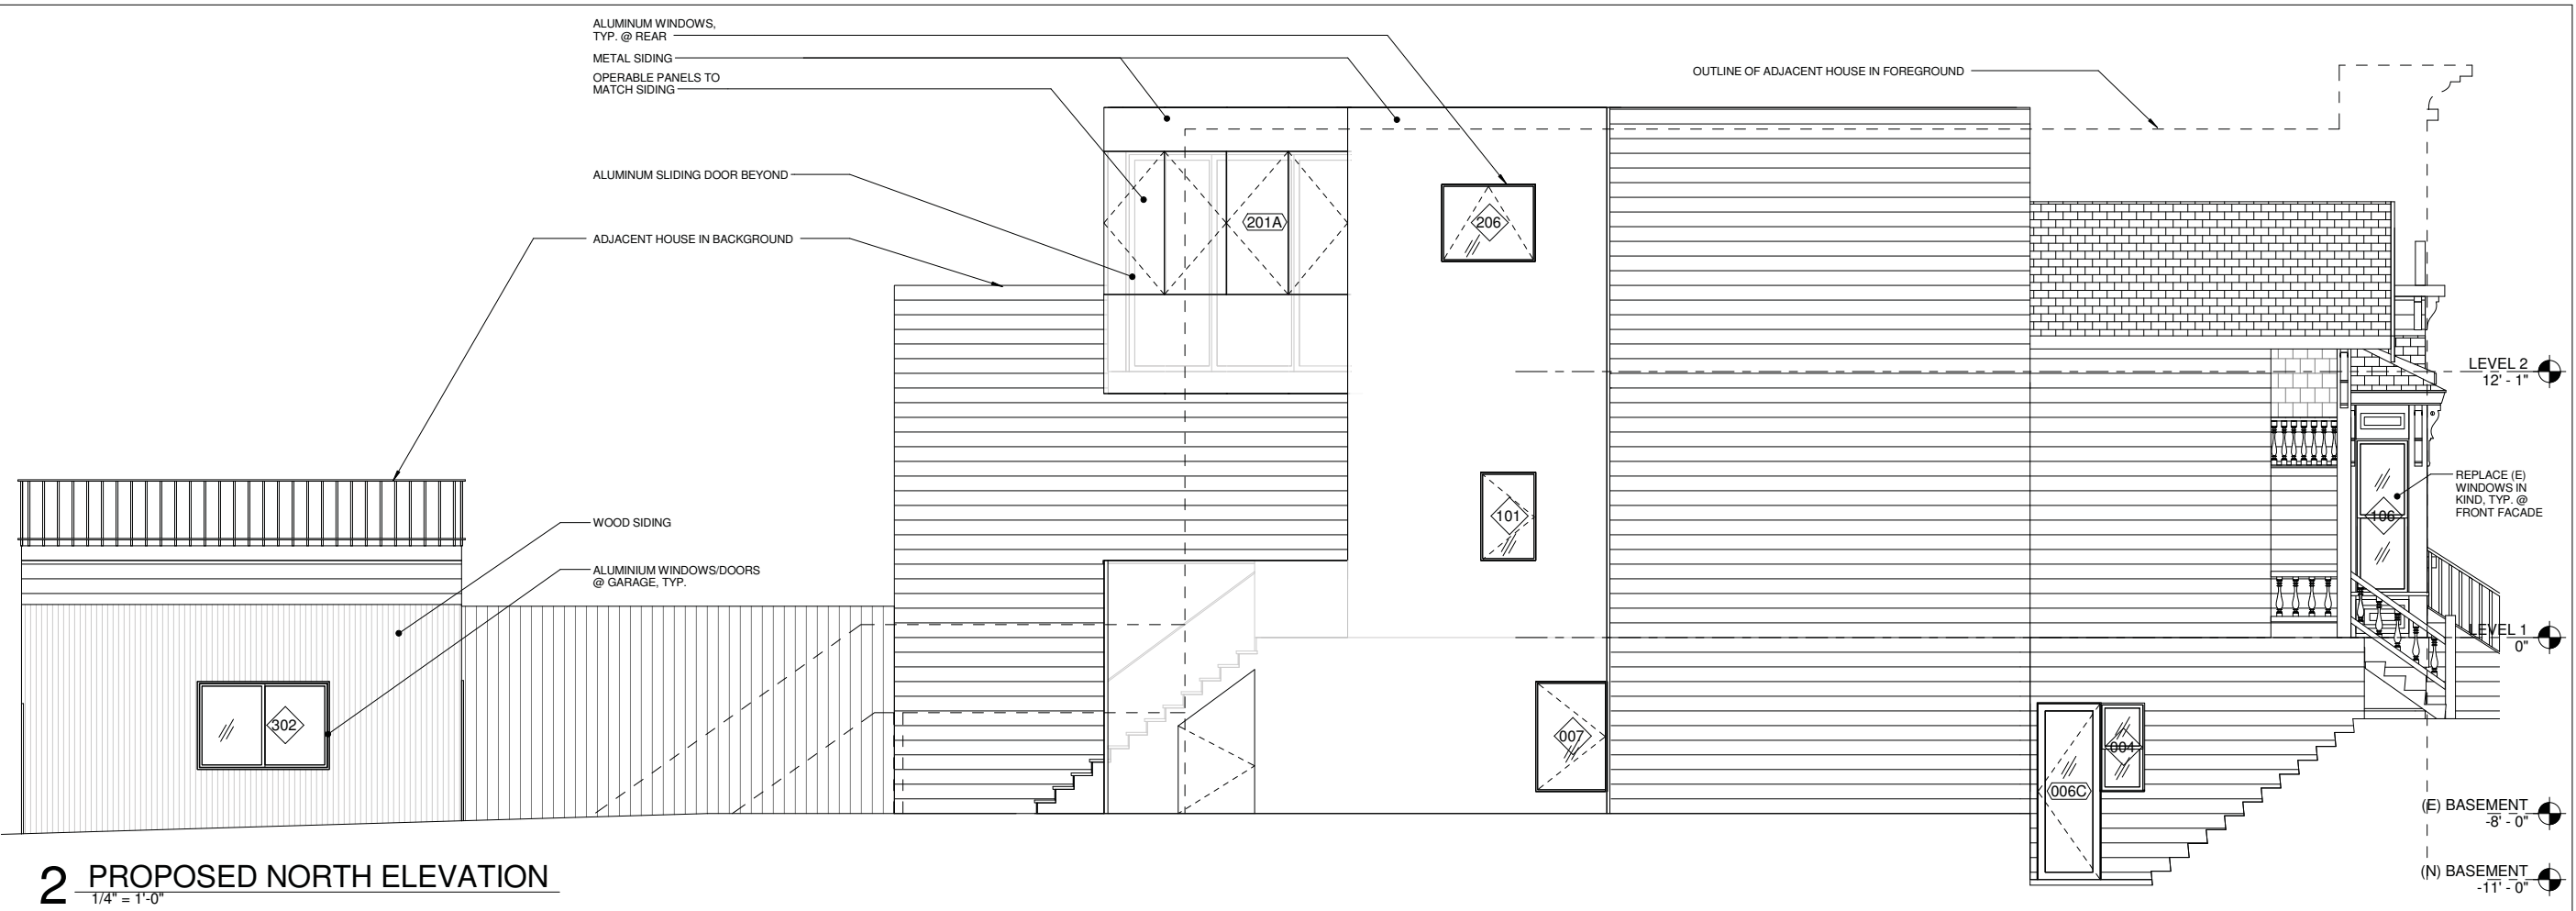 ALUMINUM WINDOWS,
TYP. @ REAR
METAL SIDING
OPERABLE PANELS TO
MATCH SIDING
OUTLINE OF ADJACENT HOUSE IN FOREGROUND
ALUMINUM SLIDING DOOR BEYOND
201A
206
ADJACENT HOUSE IN BACKGROUND
LEVEL 2
12' - 1"
REPLACE (E)
WINDOWS IN
KIND, TYP. @
FRONT FACADE
101
106
WOOD SIDING
ALUMINIUM WINDOWS/DOORS
@ GARAGE, TYP.
LEVEL 1
0"
302
007
004
006C
(E) BASEMENT
-8' - 0"
(N) BASEMENT
-11' - 0"
2 PROPOSED NORTH ELEVATION
1/4" = 1'-0"